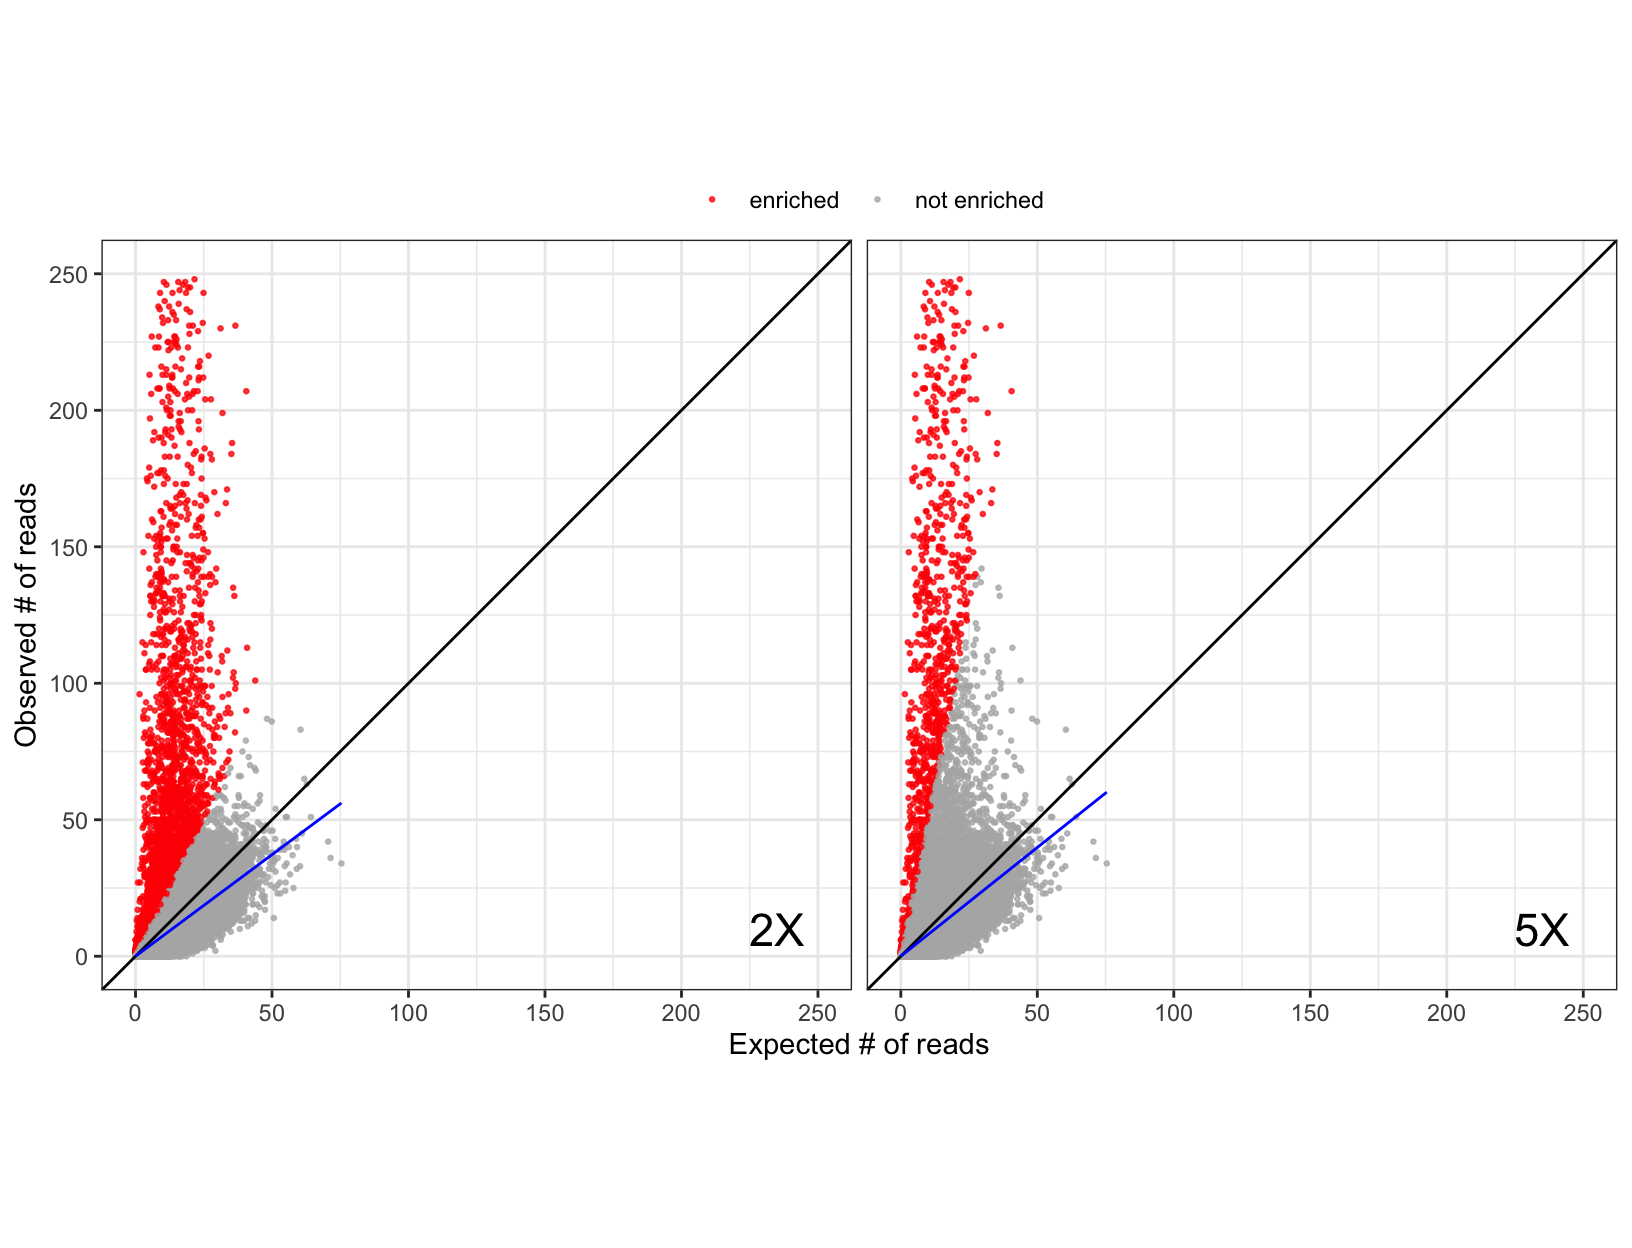 enriched not enriched
250
200
150
100
50
0
Observed # of reads
2X
5X
0 50 100 150 200 250
0 50 100 150 200 250
Expected # of reads